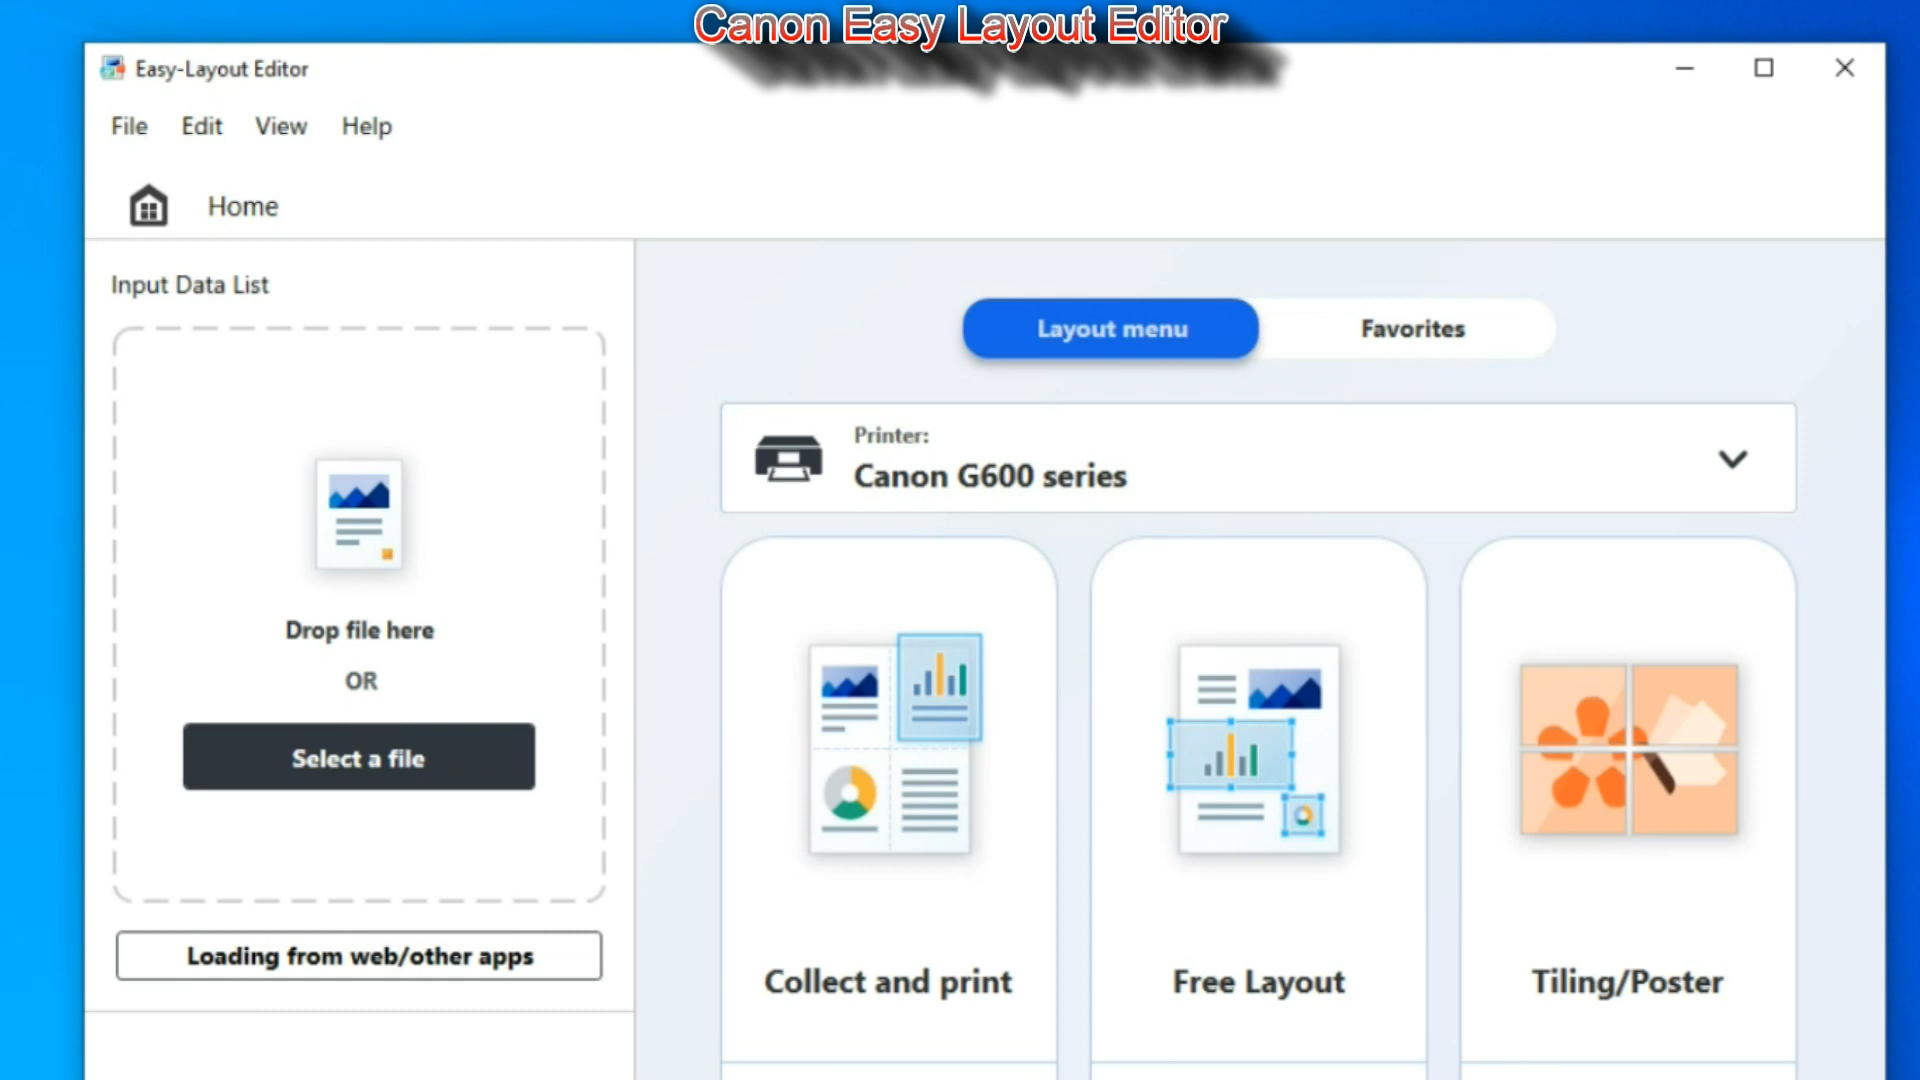 Canon Easy Layout Editor
Easy-Layout Editor
File Edit View Help
Home
Input Data List
Drop file here
OR
Select a file
Loading from web/other apps
Layout menu
Favorites
Printer:
Canon G600 series
Collect and print
Free Layout
Tiling/Poster